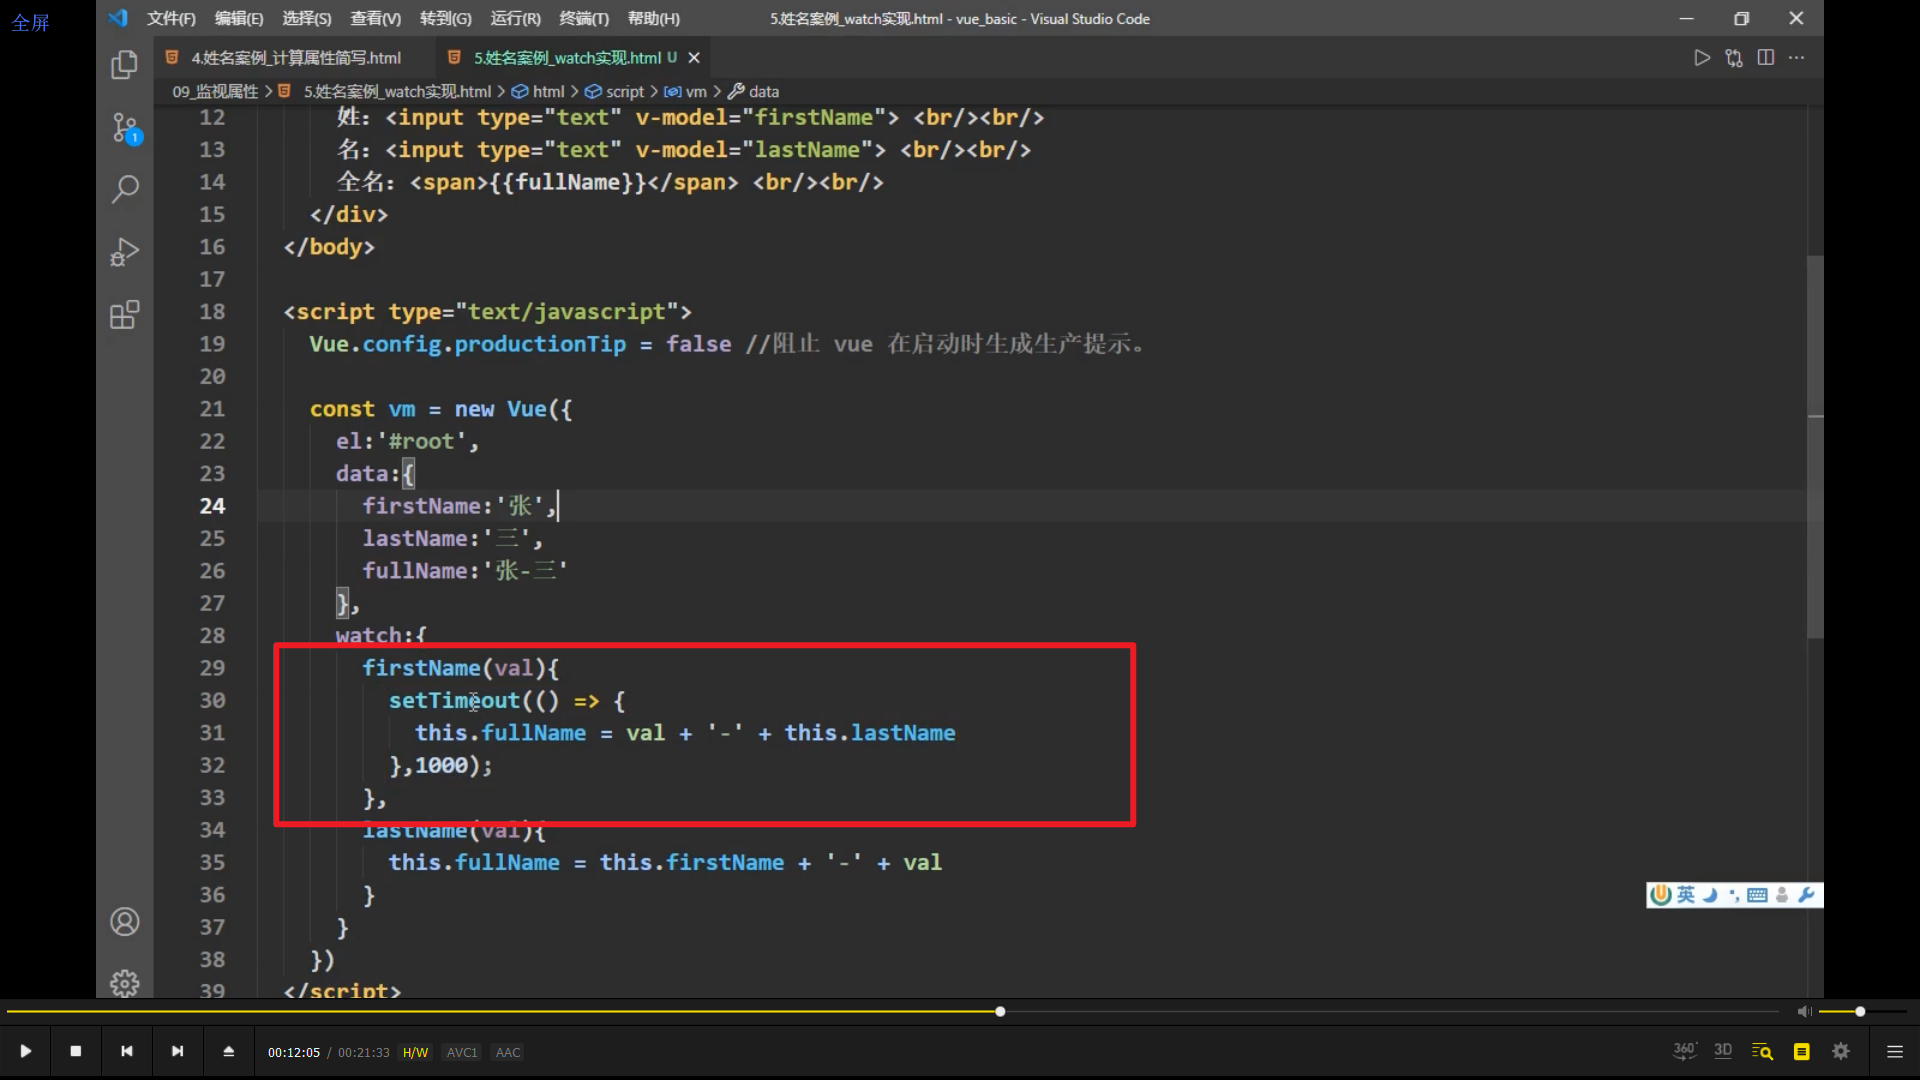 全屏
文件(F) 编辑(E) 选择(S) 查看(V) 转到(G) 运行(R) 终端(T) 帮助(H) 5.姓名案例_watch实现.html - vue_basic - Visual Studio Code
4.姓名案例_计算属性简写.html 5.姓名案例_watch实现.html U
09_监视属性 > 5.姓名案例_watch实现.html > html > script > vm > data
1
12 姓：<input type="text" v-model="firstName"> <br/><br/>
13 名：<input type="text" v-model="lastName"> <br/><br/>
14 全名：<span>{{fullName}}</span> <br/><br/>
15 </div>
16 </body>
17
18 <script type="text/javascript">
19 Vue.config.productionTip = false //阻止 vue 在启动时生成生产提示。
20
21 const vm = new Vue({
22 el:'#root',
23 data:{
24 firstName:'张',
25 lastName:'三',
26 fullName:'张-三'
27 },
28 watch:{
29 firstName(val){
30 setTimeout(() => {
31 this.fullName = val + '-' + this.lastName
32 },1000);
33 },
34 lastName(val){
35 this.fullName = this.firstName + '-' + val
36 }
37 }
38 })
39 </script>
英
00:12:05 / 00:21:33 H/W AVC1 AAC
360° 3D